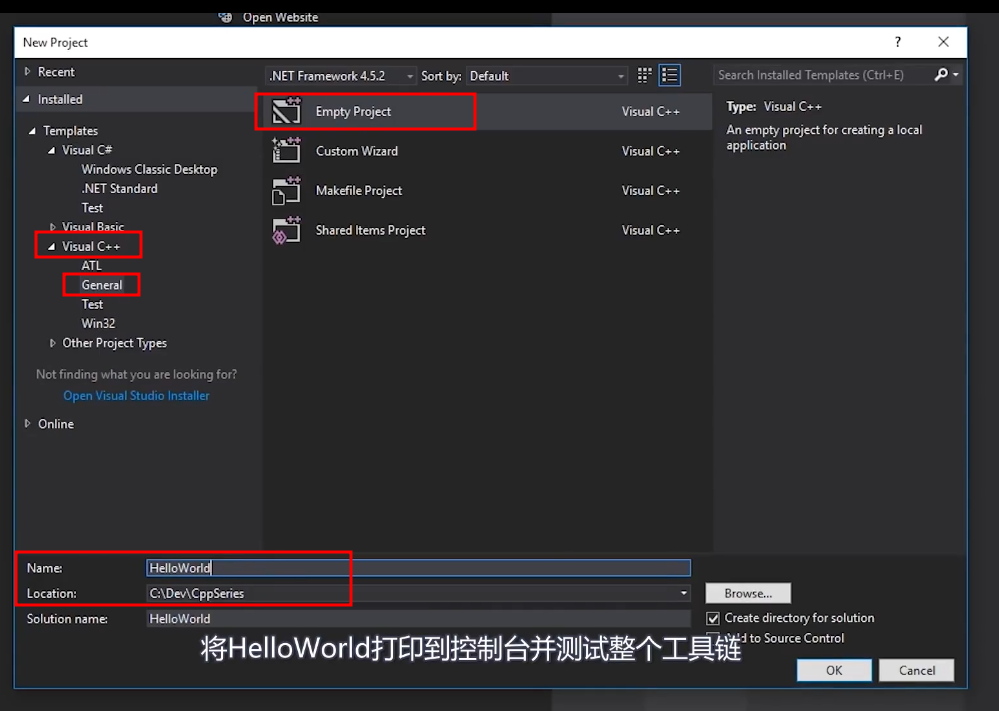 Open Website
New Project
?
Recent
.NET Framework 4.5.2
Sort by: Default
Search Installed Templates (Ctrl+E)
Installed
Templates
Visual C#
Windows Classic Desktop
.NET Standard
Test
Visual Basic
Visual C++
ATL
General
Test
Win32
Other Project Types
Not finding what you are looking for?
Open Visual Studio Installer
Online
Empty Project Visual C++
Custom Wizard Visual C++
Makefile Project Visual C++
Shared Items Project Visual C++
Type: Visual C++
An empty project for creating a local
application
Name: HelloWorld
Location: C:\Dev\CppSeries
Browse...
Solution name: HelloWorld
Create directory for solution
Add to Source Control
将HelloWorld打印到控制台并测试整个工具链
OK
Cancel